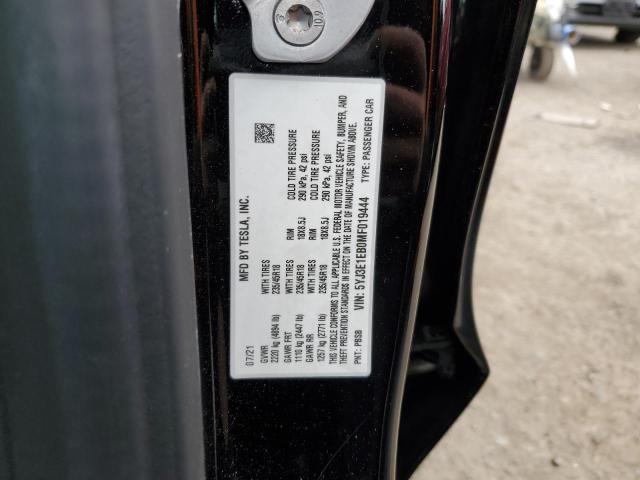 10.9
MFD BY TESLA, INC.
07/21
GVWR WITH TIRES RIM COLD TIRE PRESSURE
2220 kg (4894 lb) 235/45R18 18X8.5J 290 kPa, 42 psi
GAWR FRT WITH TIRES RIM COLD TIRE PRESSURE
1110 kg (2447 lb) 235/45R18 18X8.5J 290 kPa, 42 psi
GAWR RR
1257 kg (2771 lb)
THIS VEHICLE CONFORMS TO ALL APPLICABLE U.S. FEDERAL MOTOR VEHICLE SAFETY, BUMPER, AND
THEFT PREVENTION STANDARDS IN EFFECT ON THE DATE OF MANUFACTURE SHOWN ABOVE.
VIN: 5YJ3E1EB0MF019444 TYPE: PASSENGER CAR
PNT: PBSB